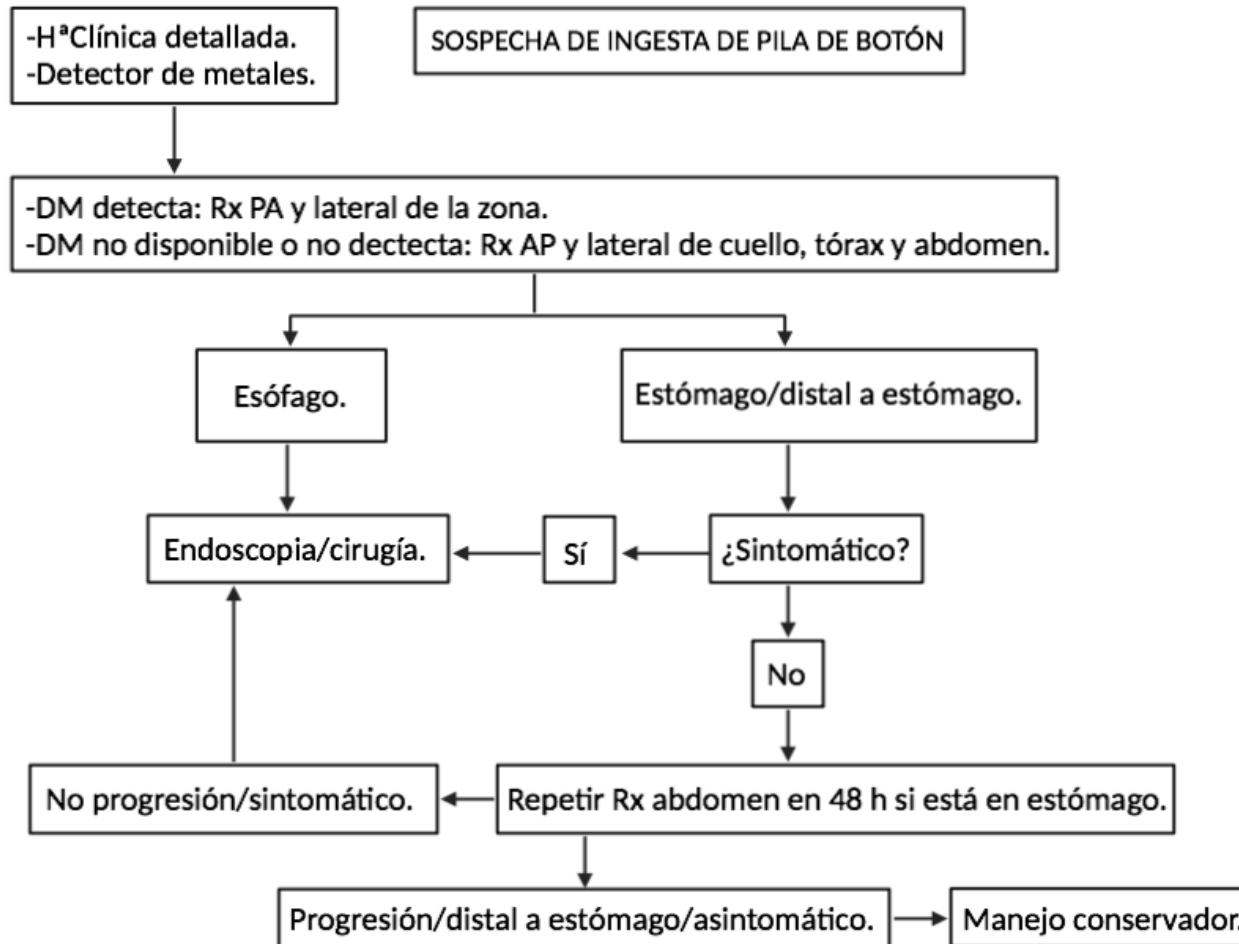 -HªClínica detallada.
-Detector de metales.
SOSPECHA DE INGESTA DE PILA DE BOTÓN
-DM detecta: Rx PA y lateral de la zona.
-DM no disponible o no dectecta: Rx AP y lateral de cuello, tórax y abdomen.
Esófago.
Estómago/distal a estómago.
Endoscopia/cirugía.
Sí
¿Sintomático?
No
No progresión/sintomático.
Repetir Rx abdomen en 48 h si está en estómago.
Progresión/distal a estómago/asintomático.
Manejo conservador.